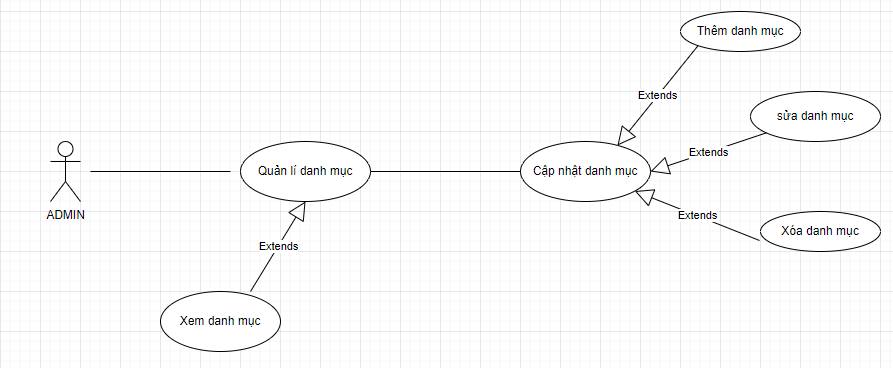 Thêm danh mục
Extends
sửa danh mục
Extends
Quản lí danh mục
Cập nhật danh mục
ADMIN
Extends
Xóa danh mục
Extends
Xem danh mục